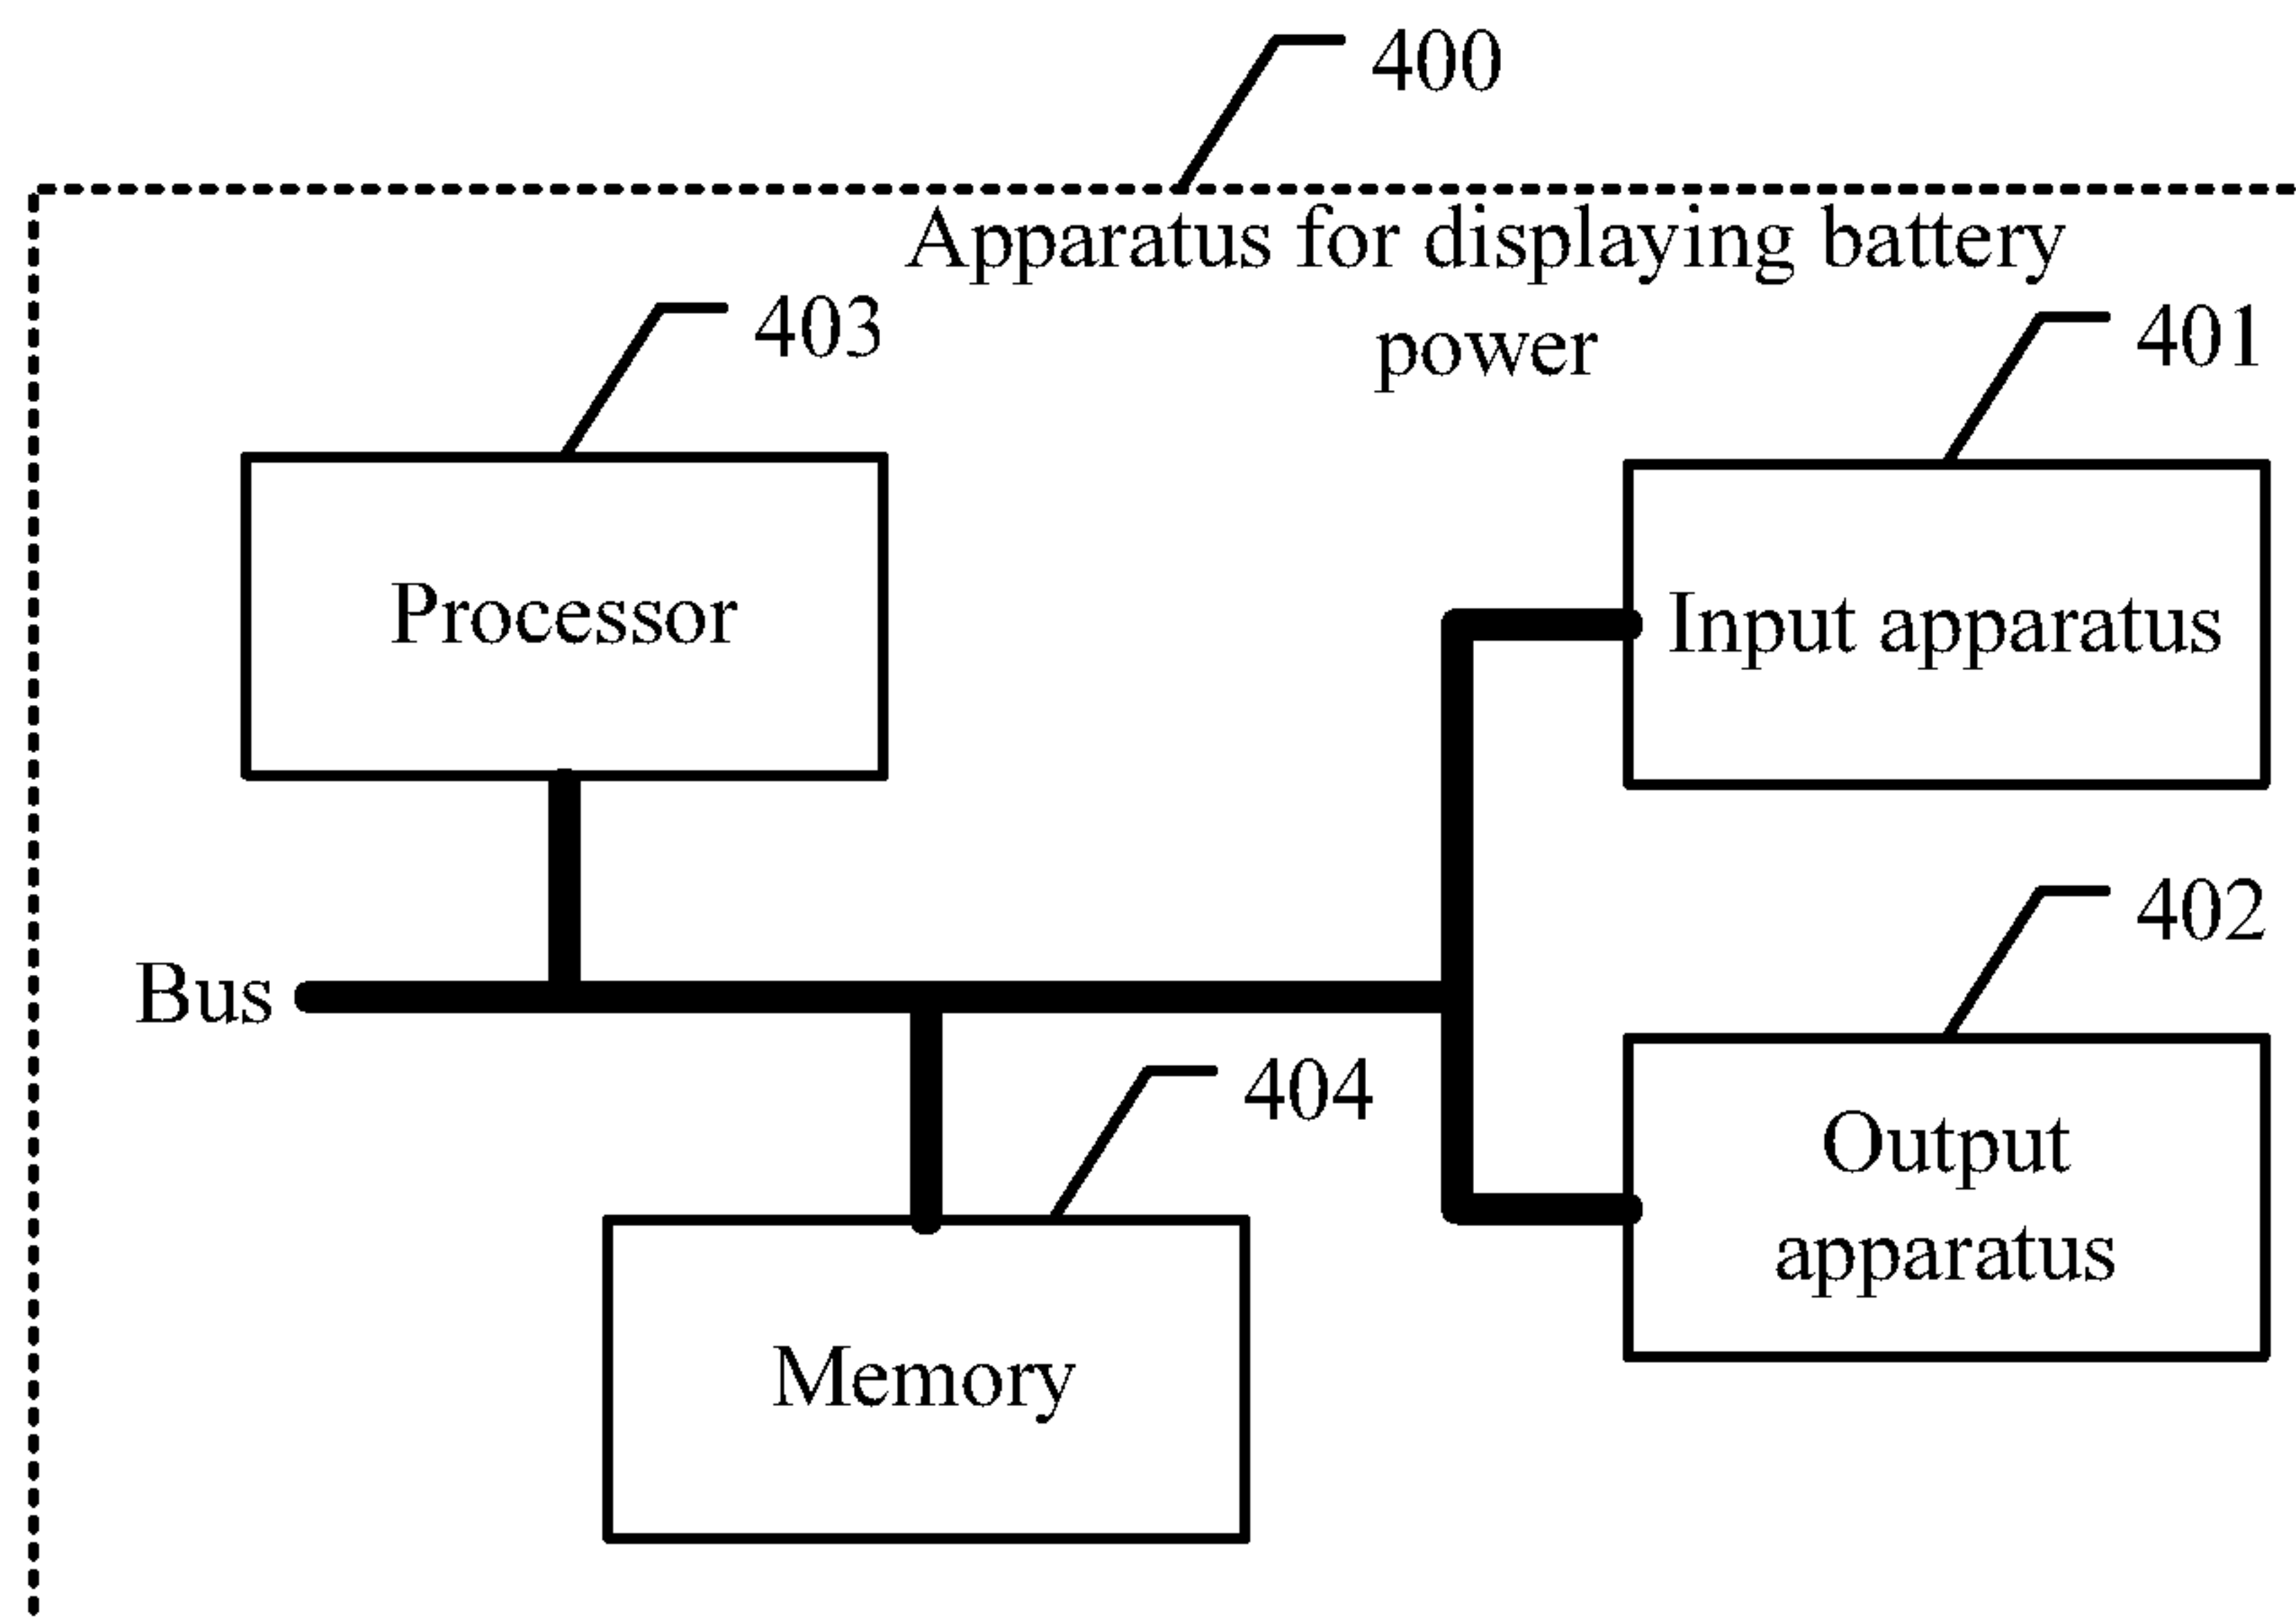 400
Apparatus for displaying battery
power
403
401
Processor
Input apparatus
402
Bus
404
Output
apparatus
Memory